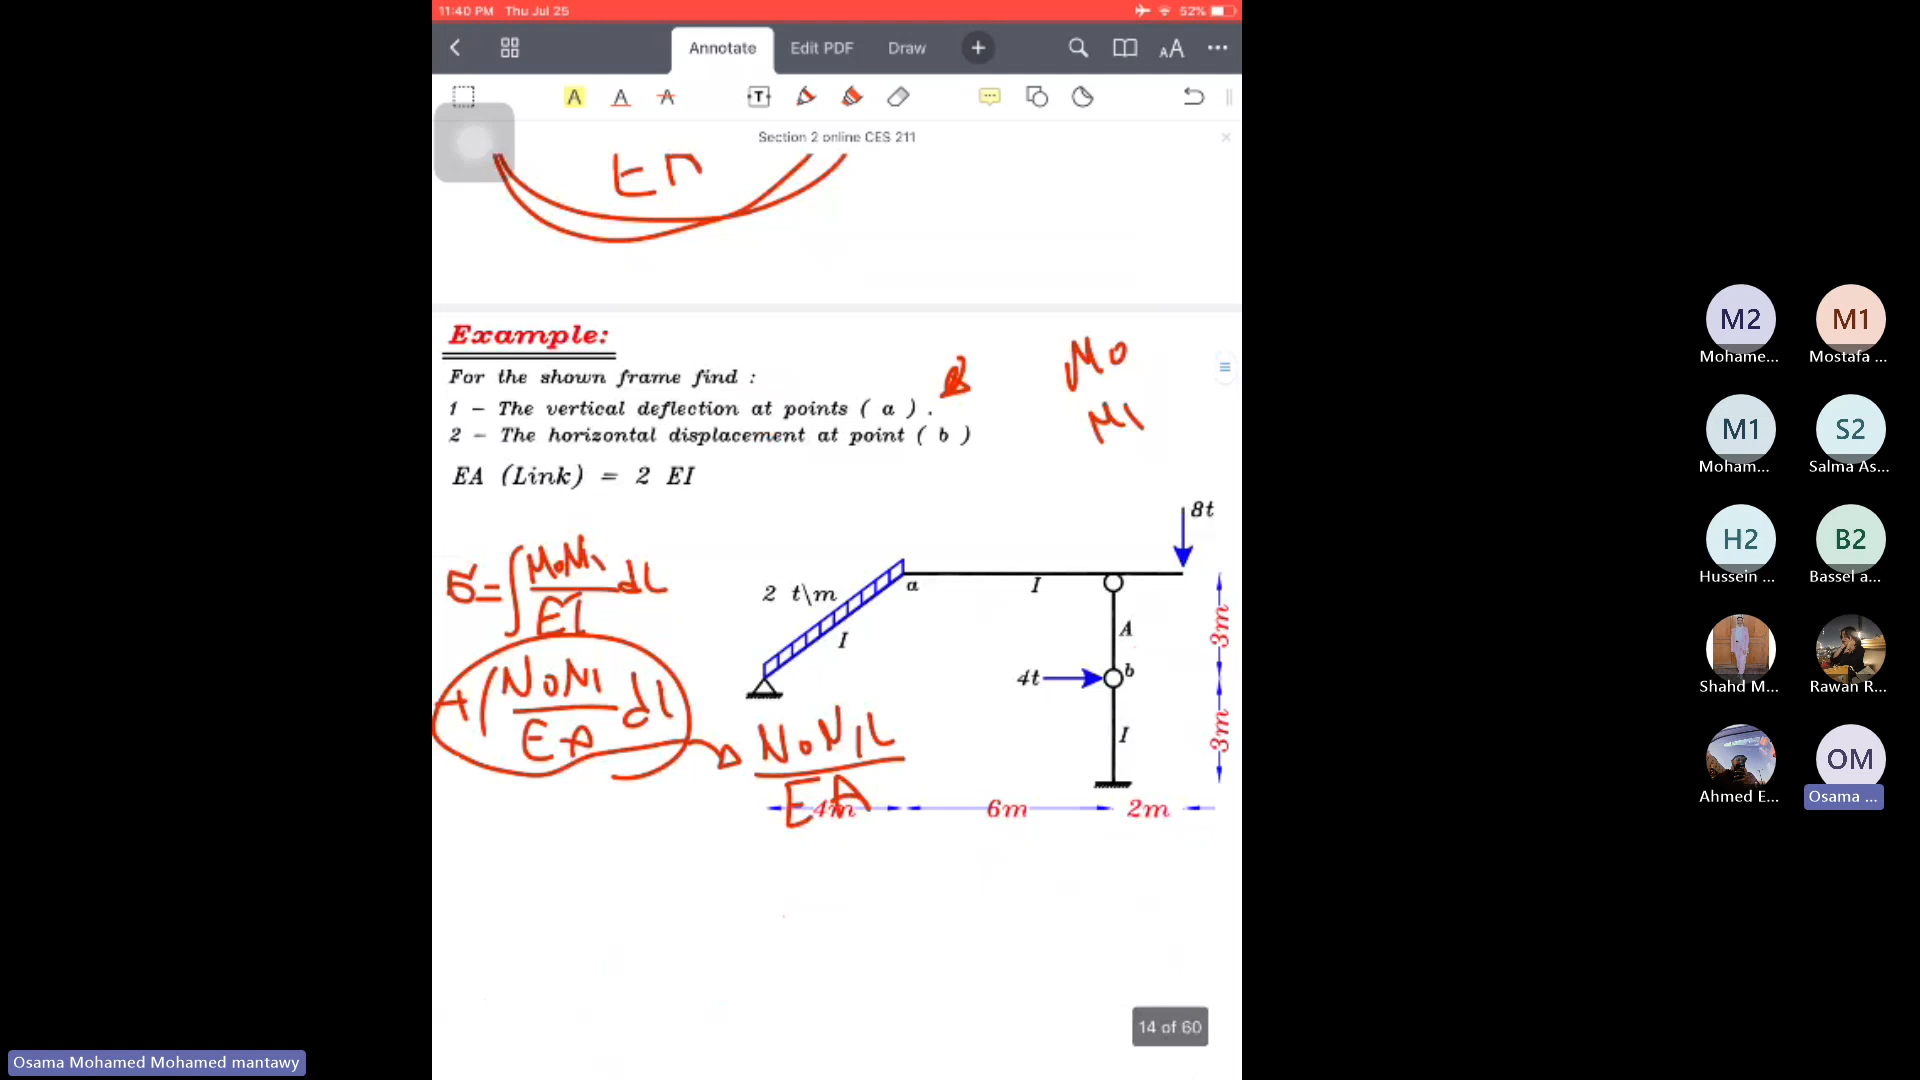 11:40 PM Thu Jul 25
52%
Annotate Edit PDF Draw
A A A T
Section 2 online CES 211
EA
Example:
For the shown frame find :
1 - The vertical deflection at points ( a ) .
2 - The horizontal displacement at point ( b )
EA (Link) = 2 EI
Mo
M1
8t
δ = ∫ MoM1 dL
EI
+ ∫ NoN1 dL
EA
NoN1L
EA
2 t\m
I
a
I
A
4t
b
I
3m
3m
4m 6m 2m
14 of 60
M2
Mohame...
M1
Mostafa ...
M1
Moham...
S2
Salma As...
H2
Hussein ...
B2
Bassel a...
Shahd M...
Rawan R...
Ahmed E...
OM
Osama ...
Osama Mohamed Mohamed mantawy